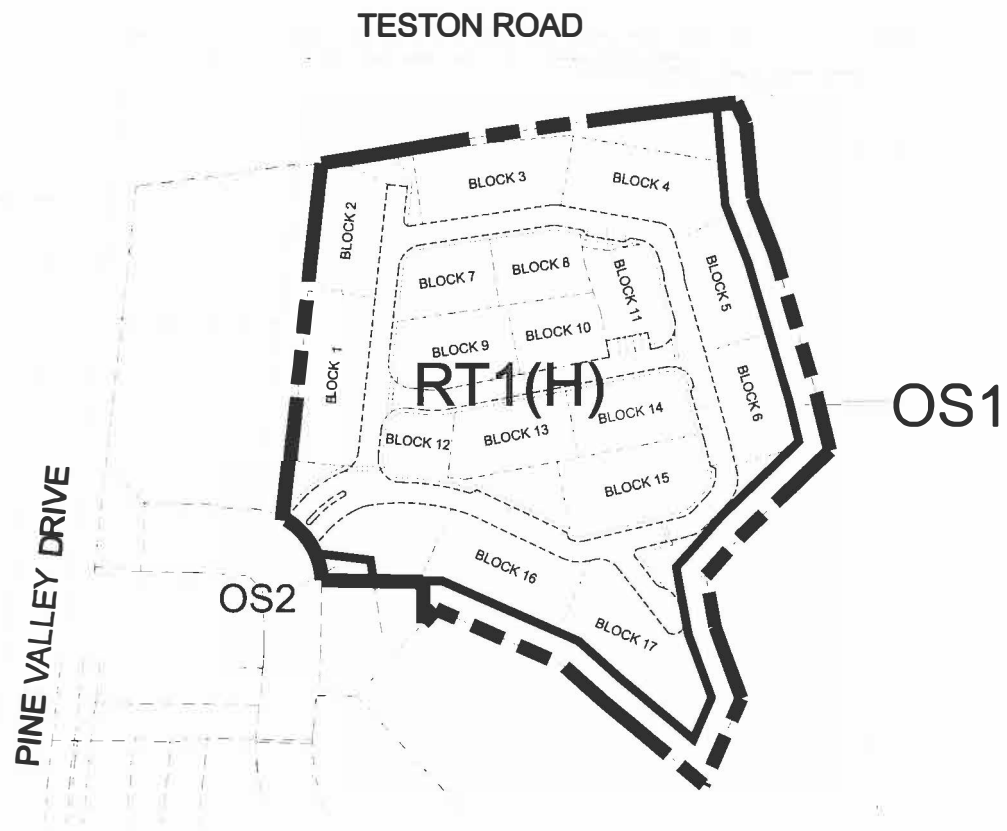 TESTON ROAD
BLOCK 3
BLOCK 4
BLOCK 2
BLOCK 7
BLOCK 8
BLOCK 11
BLOCK 5
BLOCK 9
BLOCK 10
BLOCK 1
RT1(H)
BLOCK 6
OS1
BLOCK 12
BLOCK 13
BLOCK 14
BLOCK 15
PINE VALLEY DRIVE
OS2
BLOCK 16
BLOCK 17